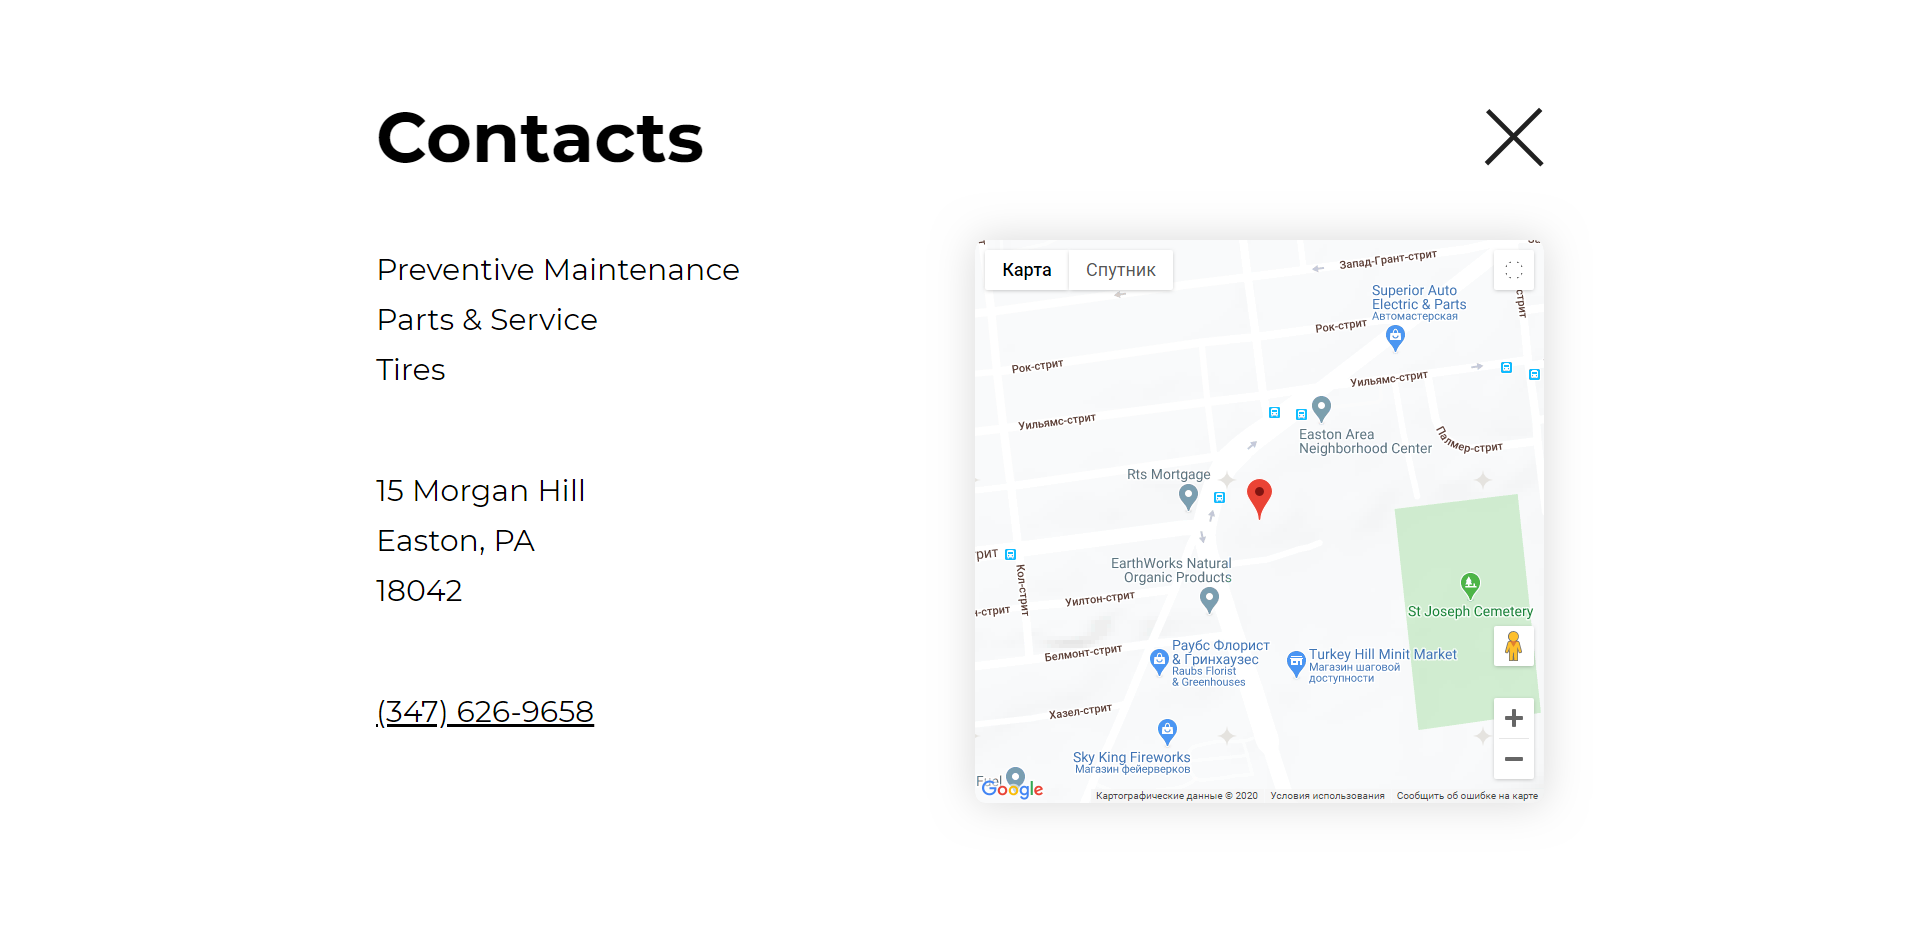 Contacts
Preventive Maintenance
Parts & Service
Tires
15 Morgan Hill
Easton, PA
18042
(347) 626-9658
Карта
Спутник
Запад-Грант-стрит
стрит
Superior Auto
Electric & Parts
Автомастерская
Рок-стрит
Рок-стрит
Уильямс-стрит
Уильямс-стрит
Палмер-стрит
Easton Area
Neighborhood Center
Rts Mortgage
рит
Кол-стрит
EarthWorks Natural
Organic Products
St Joseph Cemetery
Уилтон-стрит
-стрит
Белмонт-стрит
Раубс Флорист
& Гринхаузес
Raubs Florist
& Greenhouses
Turkey Hill Minit Market
Магазин шаговой
доступности
Хазел-стрит
Sky King Fireworks
Магазин фейерверков
Fuel
Google
Картографические данные © 2020
Условия использования
Сообщить об ошибке на карте